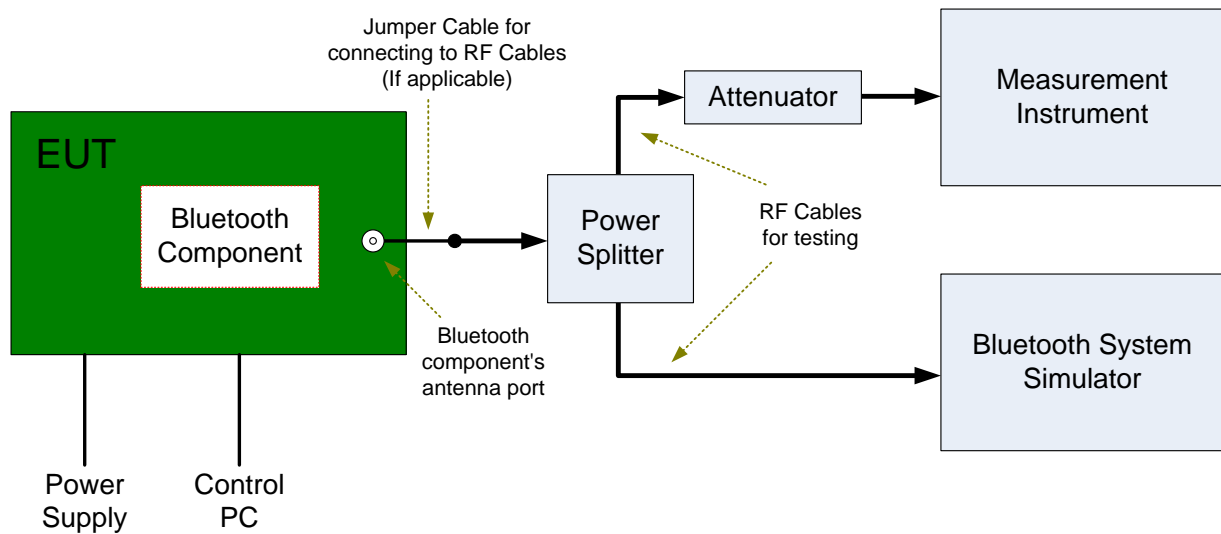 Jumper Cable for
connecting to RF Cables
(If applicable)
Attenuator
Measurement
Instrument
EUT
Bluetooth
Component
Power
Splitter
RF Cables
for testing
Bluetooth
component's
antenna port
Bluetooth System
Simulator
Power
Supply
Control
PC